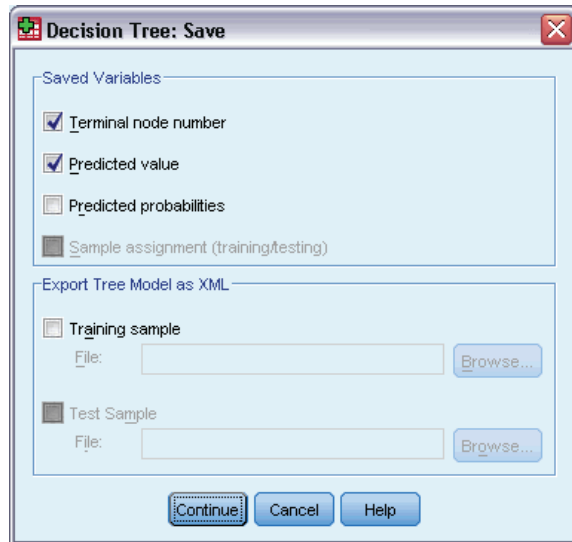 Decision Tree: Save
Saved Variables
Terminal node number
Predicted value
Predicted probabilities
Sample assignment (training/testing)
Export Tree Model as XML
Training sample
File:
Browse...
Test Sample
File:
Browse...
Continue Cancel Help